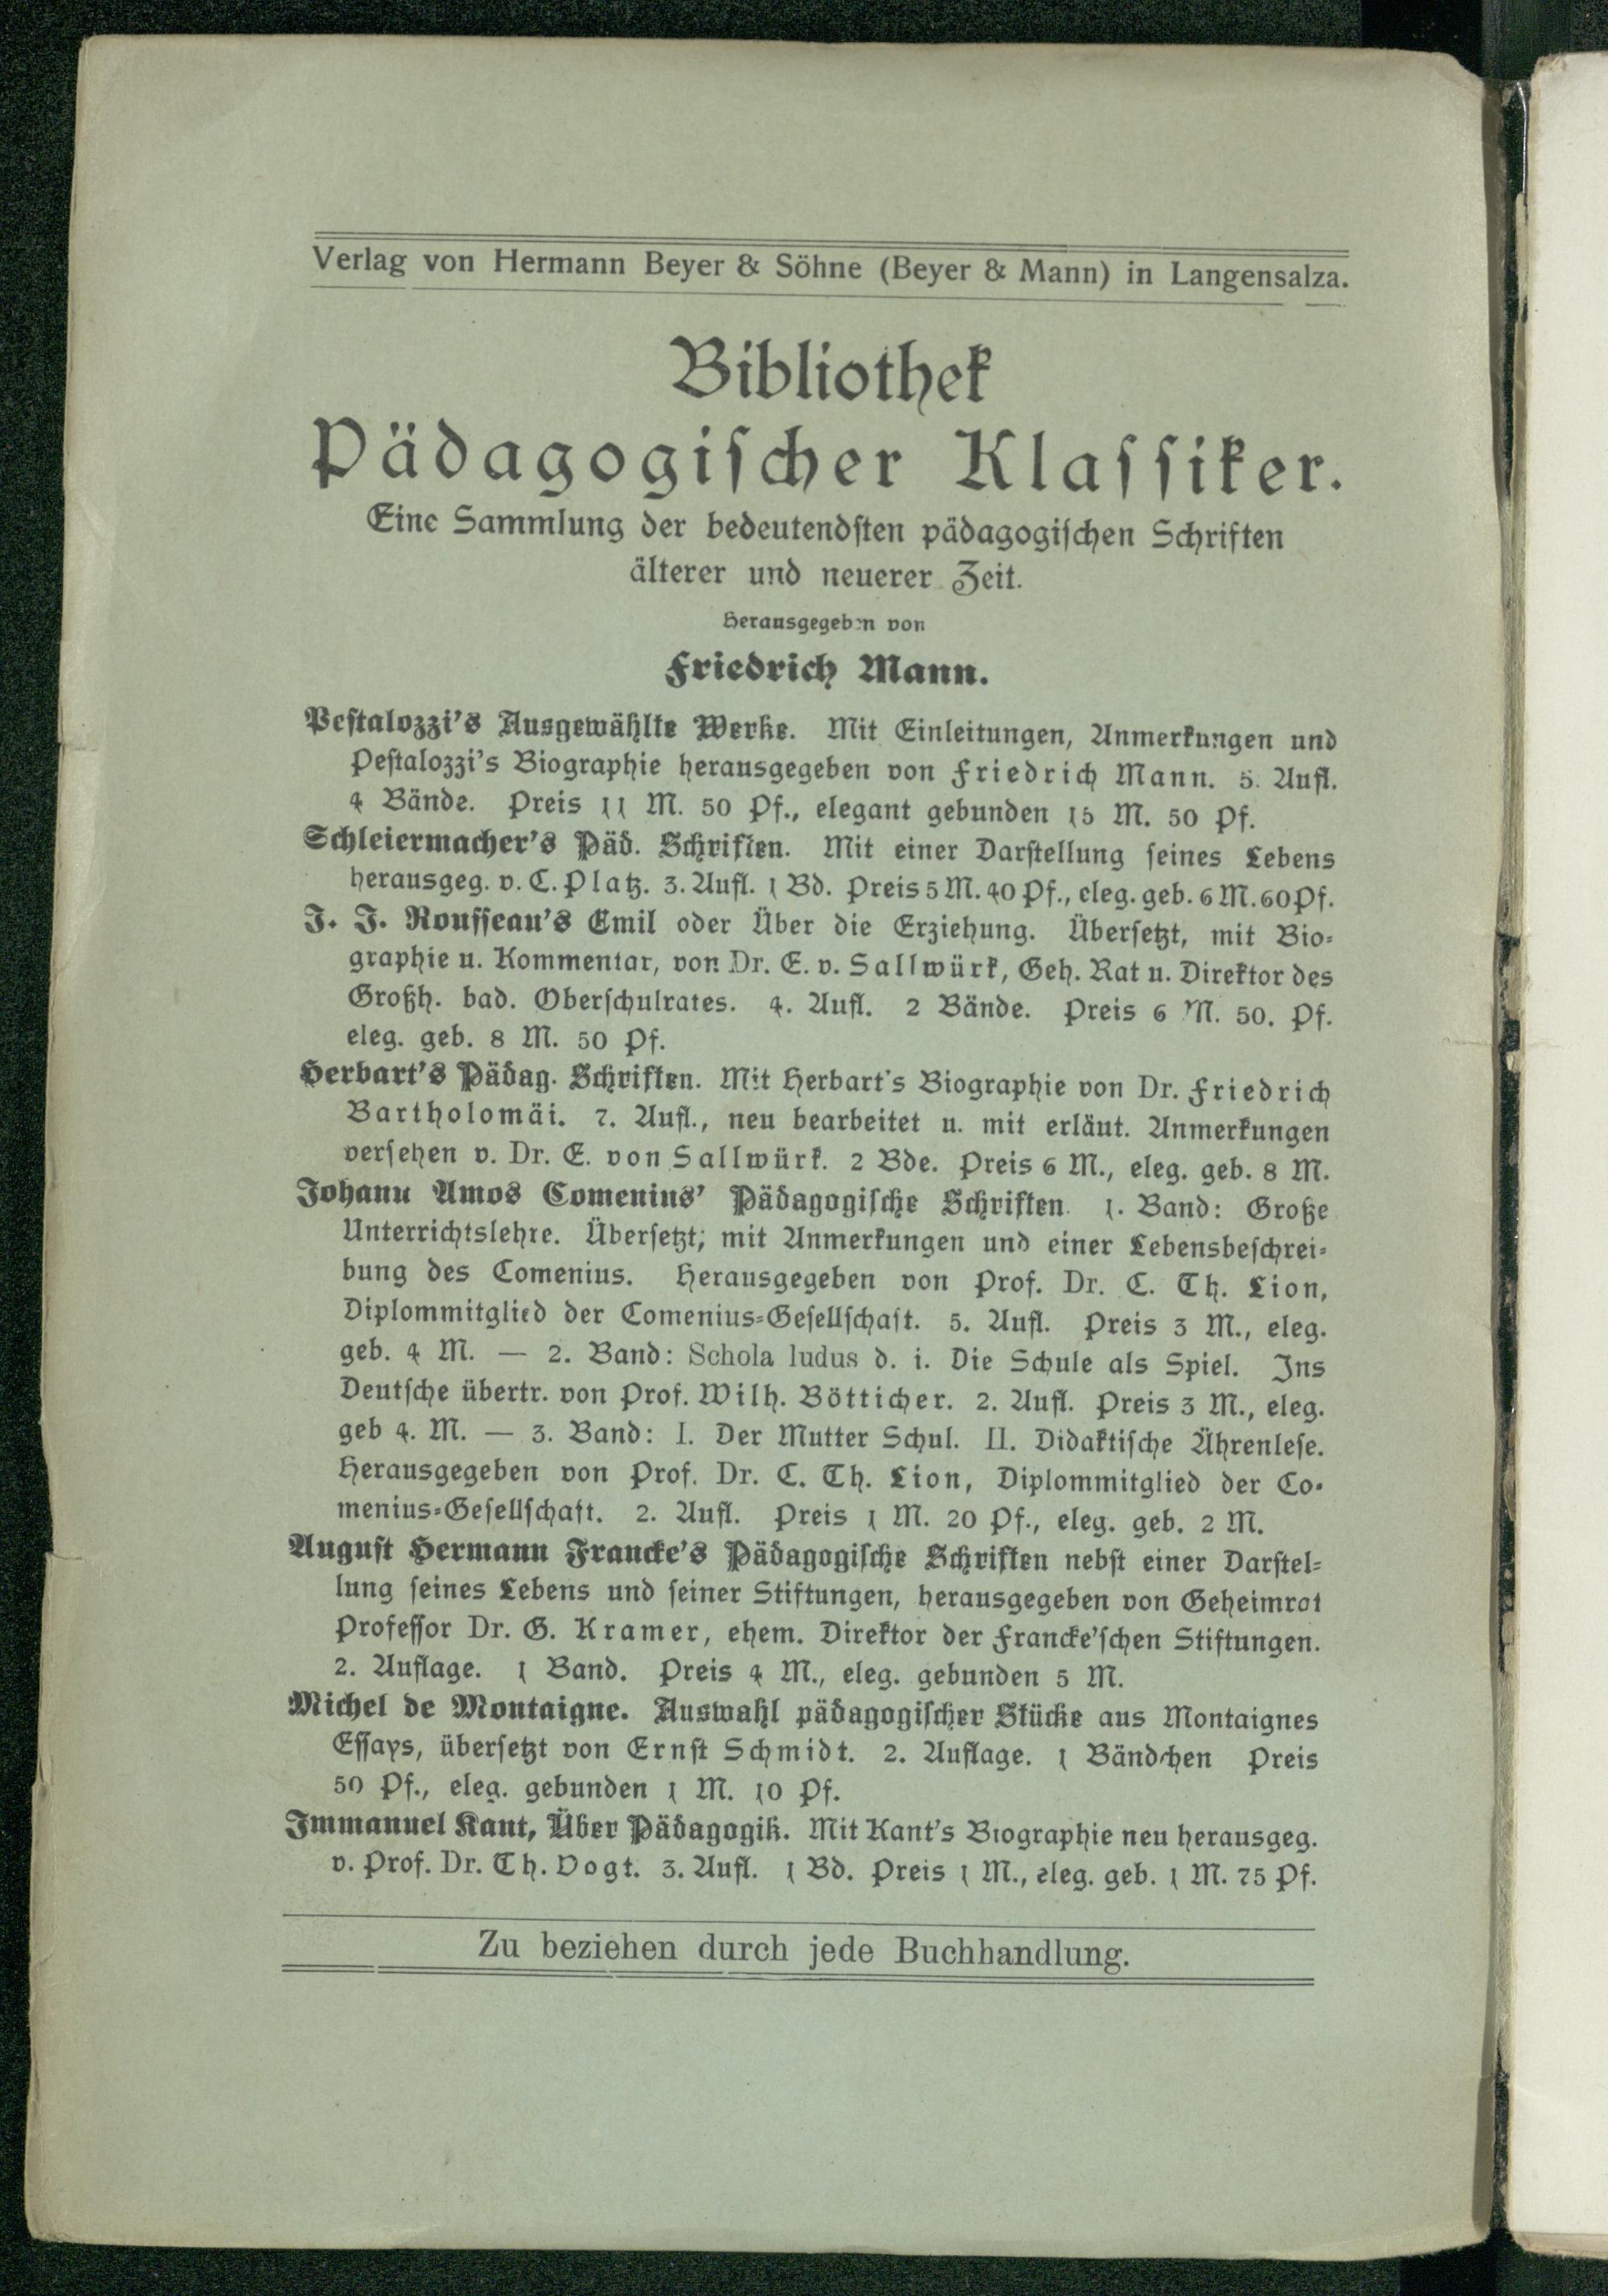 Verlag von Hermann Beyer & Söhne (Beyer & Mann) in Langensalza.
Bibliothek
Pädagogischer Klassiker.
Eine Sammlung der bedeutendsten pädagogischen Schriften
älterer und neuerer Zeit.
Herausgegeben von
Friedrich Mann.
Pestalozzi's Ausgewählte Werke. Mit Einleitungen, Anmerkungen und
Pestalozzi's Biographie herausgegeben von Friedrich Mann. 5. Aufl.
4 Bände. Preis 11 M. 50 Pf., elegant gebunden 15 M. 50 Pf.
Schleiermacher's Päd. Schriften. Mit einer Darstellung seines Lebens
herausgeg. v. C. Platz. 3. Aufl. 1 Bd. Preis 5 M. 40 Pf., eleg. geb. 6 M. 60 Pf.
J. J. Rousseau's Emil oder Über die Erziehung. Übersetzt, mit Bio-
graphie u. Kommentar, von Dr. E. v. Sallwürk, Geh. Rat u. Direktor des
Großh. bad. Oberschulrates. 4. Aufl. 2 Bände. Preis 6 M. 50. Pf.
eleg. geb. 8 M. 50 Pf.
Herbart's Pädag. Schriften. Mit Herbart's Biographie von Dr. Friedrich
Bartholomäi. 7. Aufl., neu bearbeitet u. mit erläut. Anmerkungen
versehen v. Dr. E. von Sallwürk. 2 Bde. Preis 6 M., eleg. geb. 8 M.
Johann Amos Comenius' Pädagogische Schriften. 1. Band: Große
Unterrichtslehre. Übersetzt; mit Anmerkungen und einer Lebensbeschrei-
bung des Comenius. Herausgegeben von Prof. Dr. C. Th. Lion,
Diplommitglied der Comenius-Gesellschaft. 5. Aufl. Preis 3 M., eleg.
geb. 4 M. — 2. Band: Schola ludus d. i. Die Schule als Spiel. Ins
Deutsche übertr. von Prof. Wilh. Bötticher. 2. Aufl. Preis 3 M., eleg.
geb 4. M. — 3. Band: I. Der Mutter Schul. II. Didaktische Ährenlese.
Herausgegeben von Prof. Dr. C. Th. Lion, Diplommitglied der Co-
menius-Gesellschaft. 2. Aufl. Preis 1 M. 20 Pf., eleg. geb. 2 M.
August Hermann Francke's Pädagogische Schriften nebst einer Darstel-
lung seines Lebens und seiner Stiftungen, herausgegeben von Geheimrat
Professor Dr. G. Kramer, ehem. Direktor der Francke'schen Stiftungen.
2. Auflage. 1 Band. Preis 4 M., eleg. gebunden 5 M.
Michel de Montaigne. Auswahl pädagogischer Stücke aus Montaignes
Essays, übersetzt von Ernst Schmidt. 2. Auflage. 1 Bändchen Preis
50 Pf., eleg. gebunden 1 M. 10 Pf.
Immanuel Kant, Über Pädagogik. Mit Kant's Biographie neu herausgeg.
v. Prof. Dr. Th. Vogt. 3. Aufl. 1 Bd. Preis 1 M., eleg. geb. 1 M. 75 Pf.
Zu beziehen durch jede Buchhandlung.